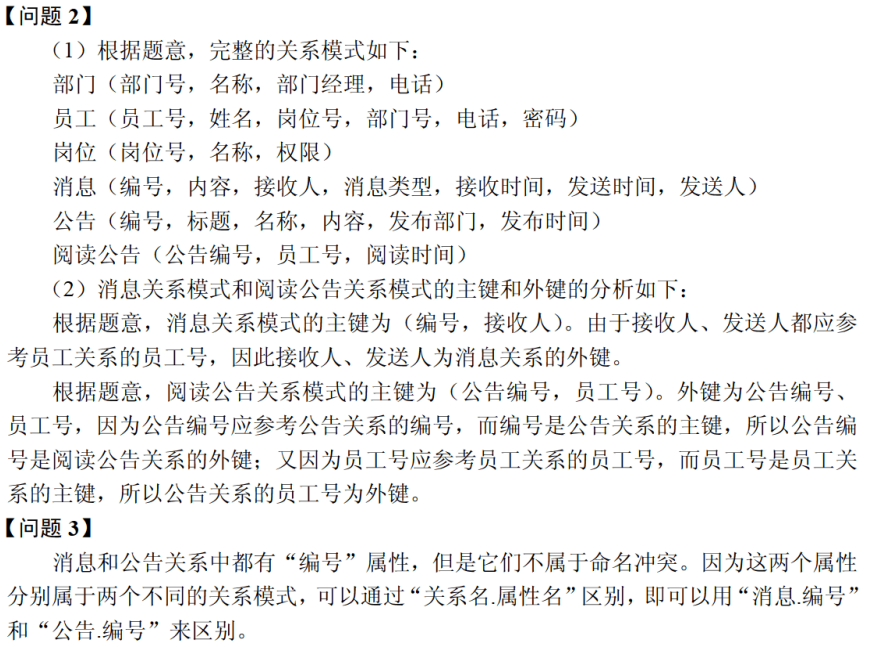 【问题 2】
（1）根据题意，完整的关系模式如下：
部门（部门号，名称，部门经理，电话）
员工（员工号，姓名，岗位号，部门号，电话，密码）
岗位（岗位号，名称，权限）
消息（编号，内容，接收人，消息类型，接收时间，发送时间，发送人）
公告（编号，标题，名称，内容，发布部门，发布时间）
阅读公告（公告编号，员工号，阅读时间）
（2）消息关系模式和阅读公告关系模式的主键和外键的分析如下：
根据题意，消息关系模式的主键为（编号，接收人）。由于接收人、发送人都应参
考员工关系的员工号，因此接收人、发送人为消息关系的外键。
根据题意，阅读公告关系模式的主键为（公告编号，员工号）。外键为公告编号、
员工号，因为公告编号应参考公告关系的编号，而编号是公告关系的主键，所以公告编
号是阅读公告关系的外键；又因为员工号应参考员工关系的员工号，而员工号是员工关
系的主键，所以公告关系的员工号为外键。
【问题 3】
消息和公告关系中都有“编号”属性，但是它们不属于命名冲突。因为这两个属性
分别属于两个不同的关系模式，可以通过“关系名.属性名”区别，即可以用“消息.编号”
和“公告.编号”来区别。